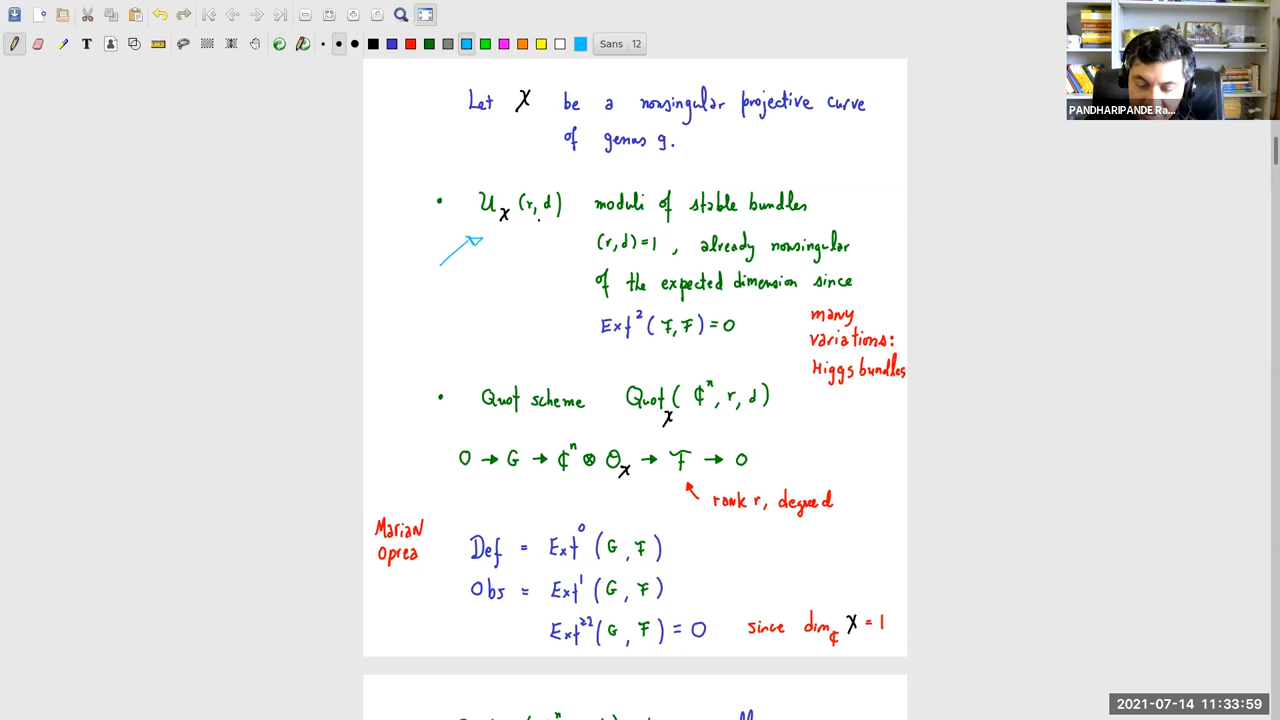 Sans 12
PANDHARIPANDE Ra...
Let X be a nonsingular projective curve
of genus g.
• U_X (r, d) moduli of stable bundles
(r, d) = 1 , already nonsingular
of the expected dimension since
Ext² (F, F) = 0
many
variations:
Higgs bundles
• Quot scheme Quot_X ( ℂⁿ, r, d )
0 → G → ℂⁿ ⊗ O_X → F → 0
rank r, degree d
Marian
Oprea
Def = Ext⁰ (G, F)
Obs = Ext¹ (G, F)
Ext^{≥2} (G, F) = 0 since dim_ℂ X = 1
2021-07-14 11:33:59